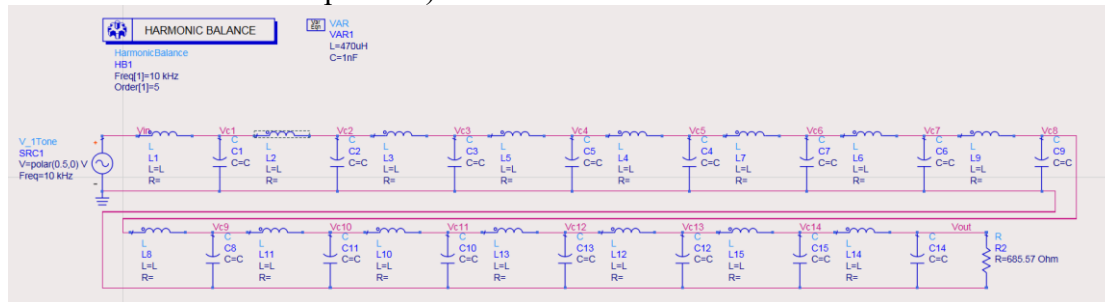 HARMONIC BALANCE
HarmonicBalance
HB1
Freq[1]=10 kHz
Order[1]=5
Var
Eqn
VAR
VAR1
L=470uH
C=1nF
V_1Tone
SRC1
V=polar(0.5,0) V
Freq=10 kHz
Vin
L
L1
L=L
R=
Vc1
C
C1
C=C
L
L2
L=L
R=
Vc2
C
C2
C=C
L
L3
L=L
R=
Vc3
C
C3
C=C
L
L5
L=L
R=
Vc4
C
C5
C=C
L
L4
L=L
R=
Vc5
C
C4
C=C
L
L7
L=L
R=
Vc6
C
C7
C=C
L
L6
L=L
R=
Vc7
C
C6
C=C
L
L9
L=L
R=
Vc8
C
C9
C=C
L
L8
L=L
R=
Vc9
C
C8
C=C
L
L11
L=L
R=
Vc10
C
C11
C=C
L
L10
L=L
R=
Vc11
C
C10
C=C
L
L13
L=L
R=
Vc12
C
C13
C=C
L
L12
L=L
R=
Vc13
C
C12
C=C
L
L15
L=L
R=
Vc14
C
C15
C=C
L
L14
L=L
R=
C
C14
C=C
Vout
R
R2
R=685.57 Ohm